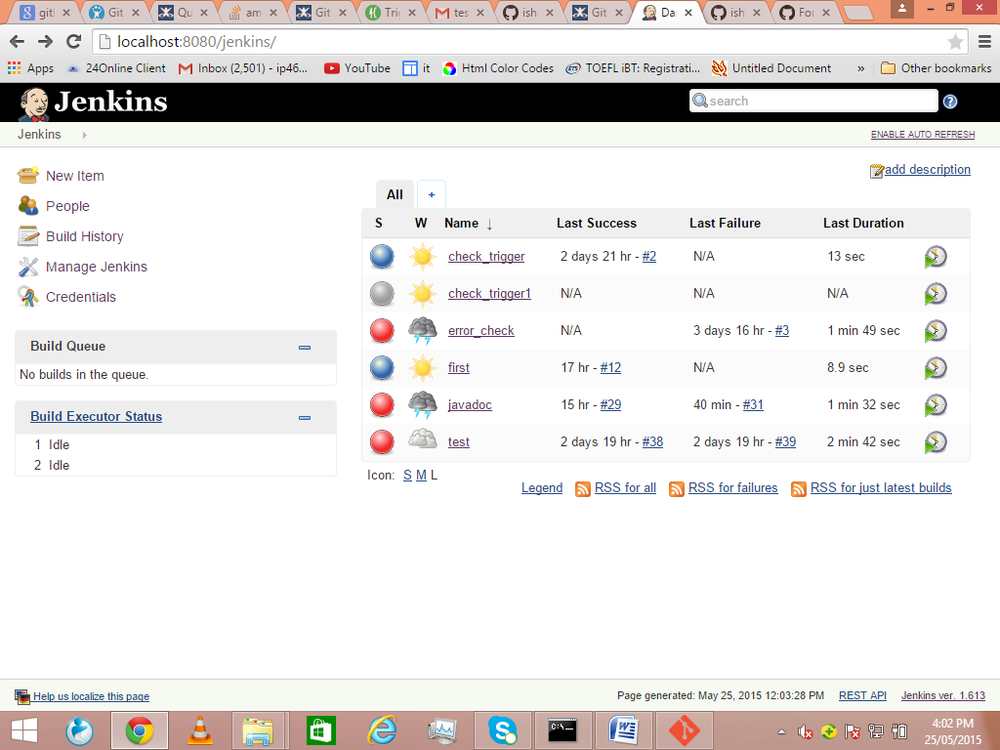 gitl Git Qu am Git Tri tes ish Git Da ish For
localhost:8080/jenkins/
Apps 24Online Client Inbox (2,501) - ip46... YouTube it Html Color Codes TOEFL iBT: Registrati... Untitled Document » Other bookmarks
Jenkins search
Jenkins ENABLE AUTO REFRESH
add description
New Item
People
Build History
Manage Jenkins
Credentials
Build Queue
No builds in the queue.
Build Executor Status
1 Idle
2 Idle
All +
S W Name ↓ Last Success Last Failure Last Duration
check_trigger 2 days 21 hr - #2 N/A 13 sec
check_trigger1 N/A N/A N/A
error_check N/A 3 days 16 hr - #3 1 min 49 sec
first 17 hr - #12 N/A 8.9 sec
javadoc 15 hr - #29 40 min - #31 1 min 32 sec
test 2 days 19 hr - #38 2 days 19 hr - #39 2 min 42 sec
Icon: S M L
Legend RSS for all RSS for failures RSS for just latest builds
Help us localize this page Page generated: May 25, 2015 12:03:28 PM REST API Jenkins ver. 1.613
4:02 PM
25/05/2015